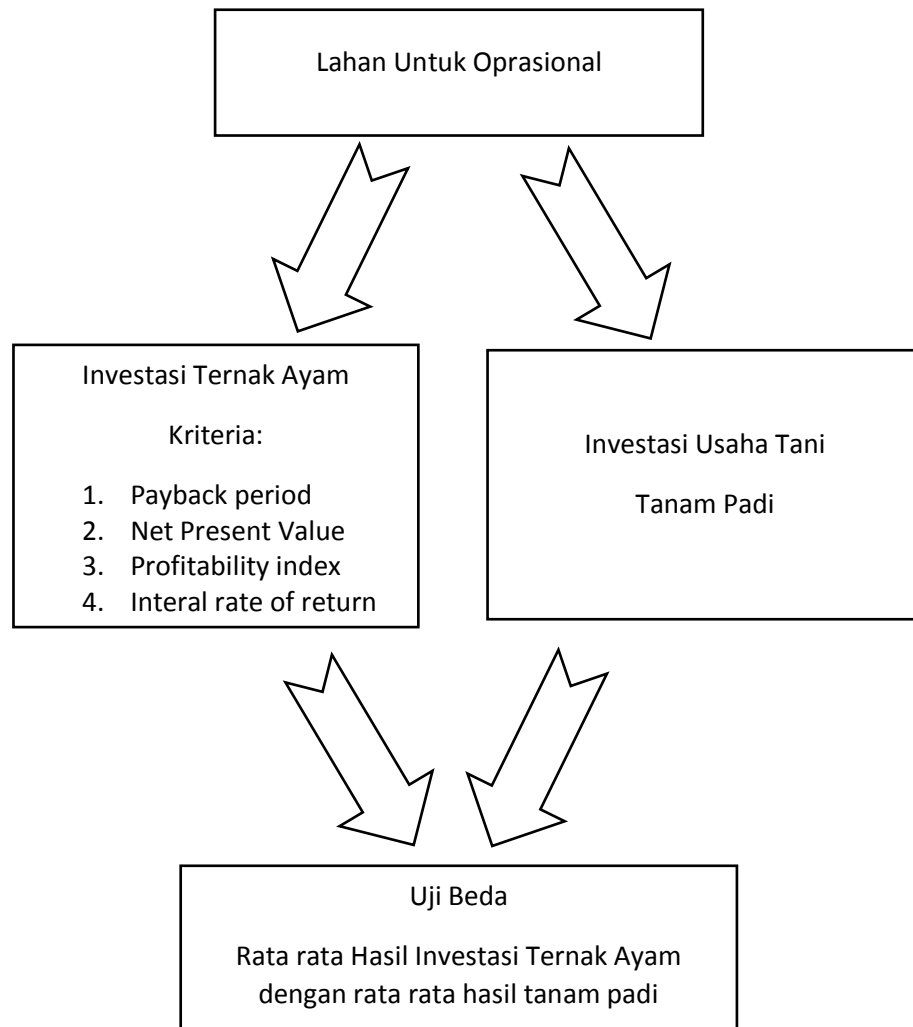 Lahan Untuk Oprasional
Investasi Ternak Ayam
Kriteria:
1. Payback period
2. Net Present Value
3. Profitability index
4. Interal rate of return
Investasi Usaha Tani
Tanam Padi
Uji Beda
Rata rata Hasil Investasi Ternak Ayam
dengan rata rata hasil tanam padi